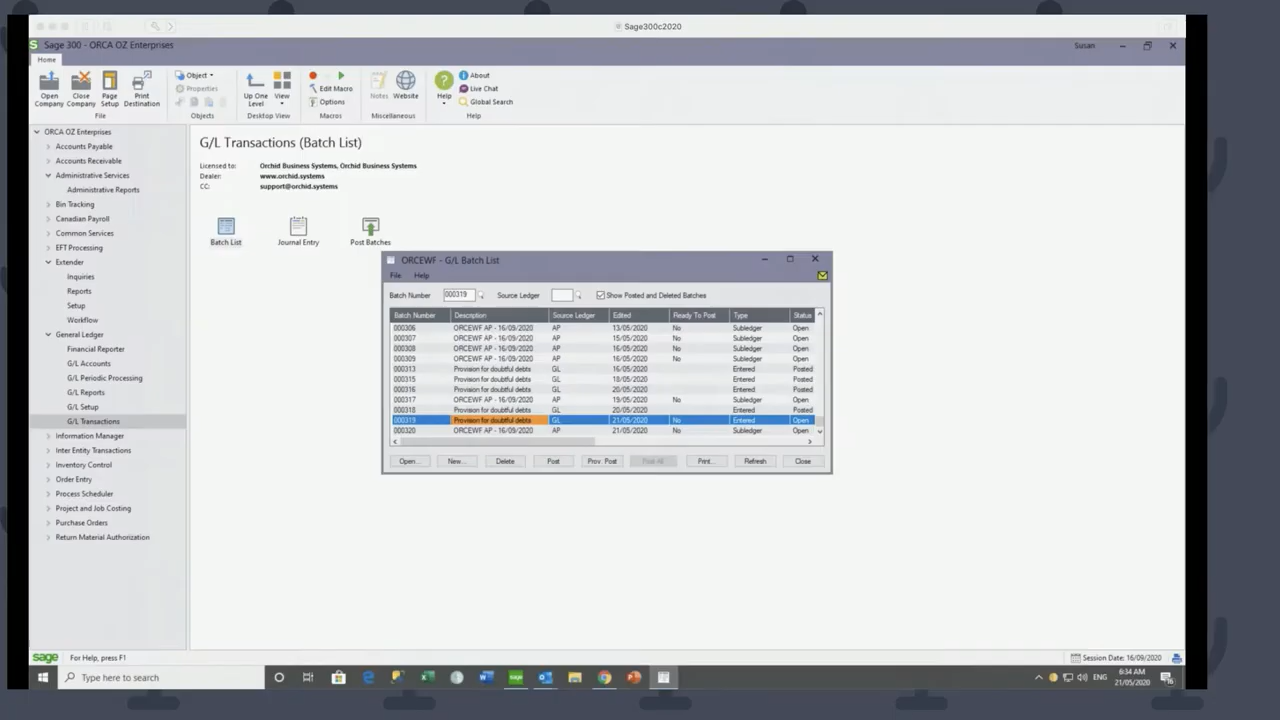 Sage300c2020
Sage 300 - ORCA OZ Enterprises
Susan
Home
Open Company
Close Company
Page Setup
Print Destination
File
Object
Properties
Objects
Up One Level
View
Desktop View
Edit Macro
Options
Macros
Notes
Website
Miscellaneous
Help
About
Live Chat
Global Search
Help
ORCA OZ Enterprises
Accounts Payable
Accounts Receivable
Administrative Services
Administrative Reports
Bin Tracking
Canadian Payroll
Common Services
EFT Processing
Extender
Inquiries
Reports
Setup
Workflow
General Ledger
Financial Reporter
G/L Accounts
G/L Periodic Processing
G/L Reports
G/L Setup
G/L Transactions
Information Manager
Inter Entity Transactions
Inventory Control
Order Entry
Process Scheduler
Project and Job Costing
Purchase Orders
Return Material Authorization
G/L Transactions (Batch List)
Licensed to: Orchid Business Systems, Orchid Business Systems
Dealer: www.orchid.systems
CC: support@orchid.systems
Batch List
Journal Entry
Post Batches
ORCEWF - G/L Batch List
File Help
Batch Number 000319 Source Ledger Show Posted and Deleted Batches
Batch Number Description Source Ledger Edited Ready To Post Type Status
000306 ORCEWF AP - 16/09/2020 AP 13/05/2020 No Subledger Open
000307 ORCEWF AP - 16/09/2020 AP 15/05/2020 No Subledger Open
000308 ORCEWF AP - 16/09/2020 AP 16/05/2020 No Subledger Open
000309 ORCEWF AP - 16/09/2020 AP 16/05/2020 No Subledger Open
000313 Provision for doubtful debts GL 16/05/2020 Entered Posted
000315 Provision for doubtful debts GL 18/05/2020 Entered Posted
000316 Provision for doubtful debts GL 20/05/2020 Entered Posted
000317 ORCEWF AP - 16/09/2020 AP 19/05/2020 No Subledger Open
000318 Provision for doubtful debts GL 20/05/2020 Entered Posted
000319 Provision for doubtful debts GL 21/05/2020 No Entered Open
000320 ORCEWF AP - 16/09/2020 AP 21/05/2020 No Subledger Open
Open... New... Delete Post Prov. Post Post All Print... Refresh Close
sage For Help, press F1
Session Date: 16/09/2020
Type here to search
sage
ENG
6:34 AM
21/05/2020